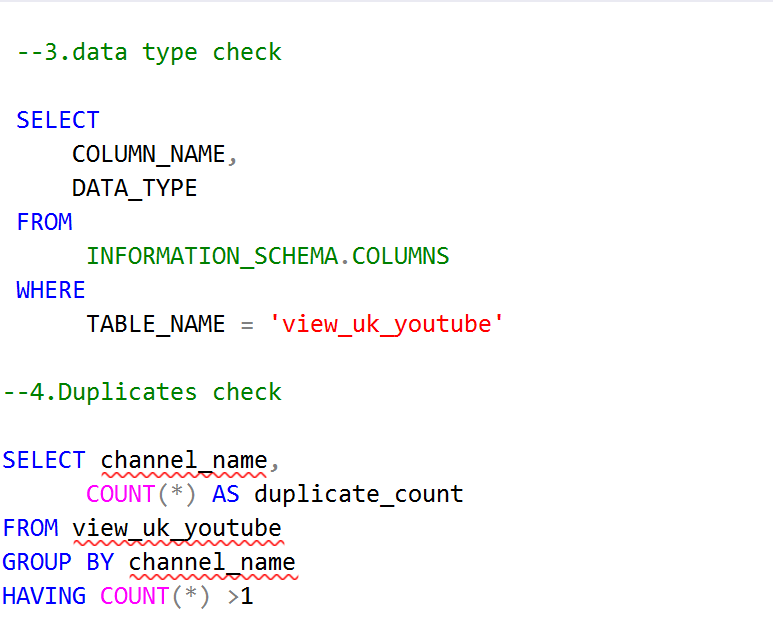 --3.data type check
SELECT
COLUMN_NAME,
DATA_TYPE
FROM
INFORMATION_SCHEMA.COLUMNS
WHERE
TABLE_NAME = 'view_uk_youtube'
--4.Duplicates check
SELECT channel_name,
COUNT(*) AS duplicate_count
FROM view_uk_youtube
GROUP BY channel_name
HAVING COUNT(*) >1